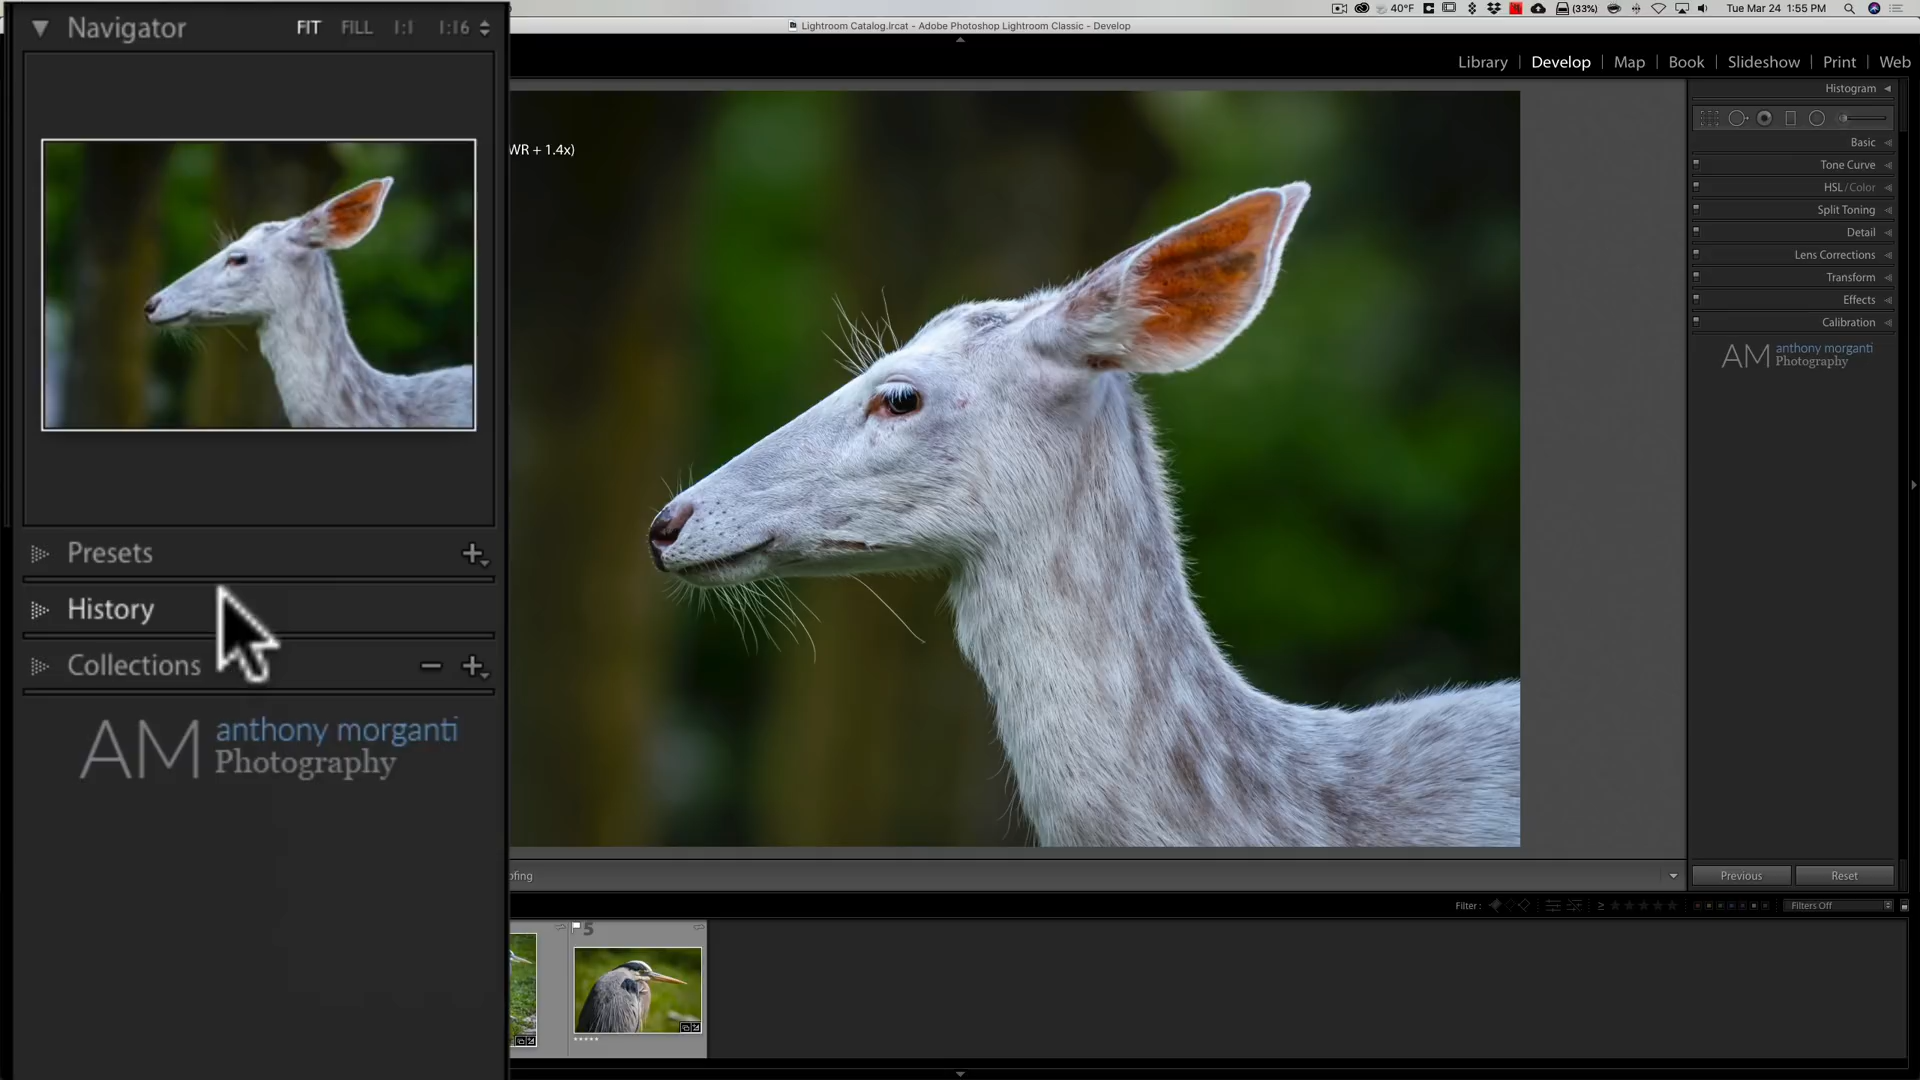 Navigator FIT FILL 1:1 1:16
40°F (33%) Tue Mar 24 1:55 PM
Lightroom Catalog.lrcat - Adobe Photoshop Lightroom Classic - Develop
Library | Develop | Map | Book | Slideshow | Print | Web
WR + 1.4x)
Histogram
Basic
Tone Curve
HSL / Color
Split Toning
Detail
Lens Corrections
Transform
Effects
Calibration
AM anthony morganti
Photography
Presets
History
Collections
AM anthony morganti
Photography
ofing
Previous Reset
Filter : Filters Off
5